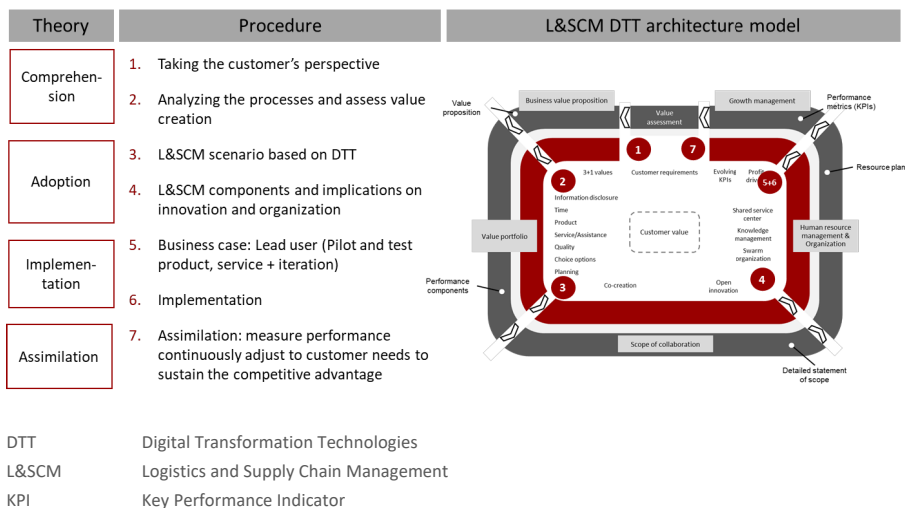 Theory
Procedure
L&SCM DTT architecture model
Comprehen-
sion
1. Taking the customer's perspective
2. Analyzing the processes and assess value
creation
Adoption
3. L&SCM scenario based on DTT
4. L&SCM components and implications on
innovation and organization
Implemen-
tation
5. Business case: Lead user (Pilot and test
product, service + iteration)
6. Implementation
Assimilation
7. Assimilation: measure performance
continuously adjust to customer needs to
sustain the competitive advantage
Value
proposition
Business value proposition
Value
assessment
Growth management
Performance
metrics (KPIs)
1
7
Resource plan
2
3+1 values
Customer requirements
Evolving
KPIs
5+6
Information disclosure
Time
Product
Service/Assistance
Quality
Choice options
Planning
Customer value
Shared service
center
Knowledge
management
Swarm
organization
Value portfolio
Human resource
management &
Organization
Performance
components
3
Co-creation
Open
innovation
4
Scope of collaboration
Detailed statement
of scope
DTT Digital Transformation Technologies
L&SCM Logistics and Supply Chain Management
KPI Key Performance Indicator